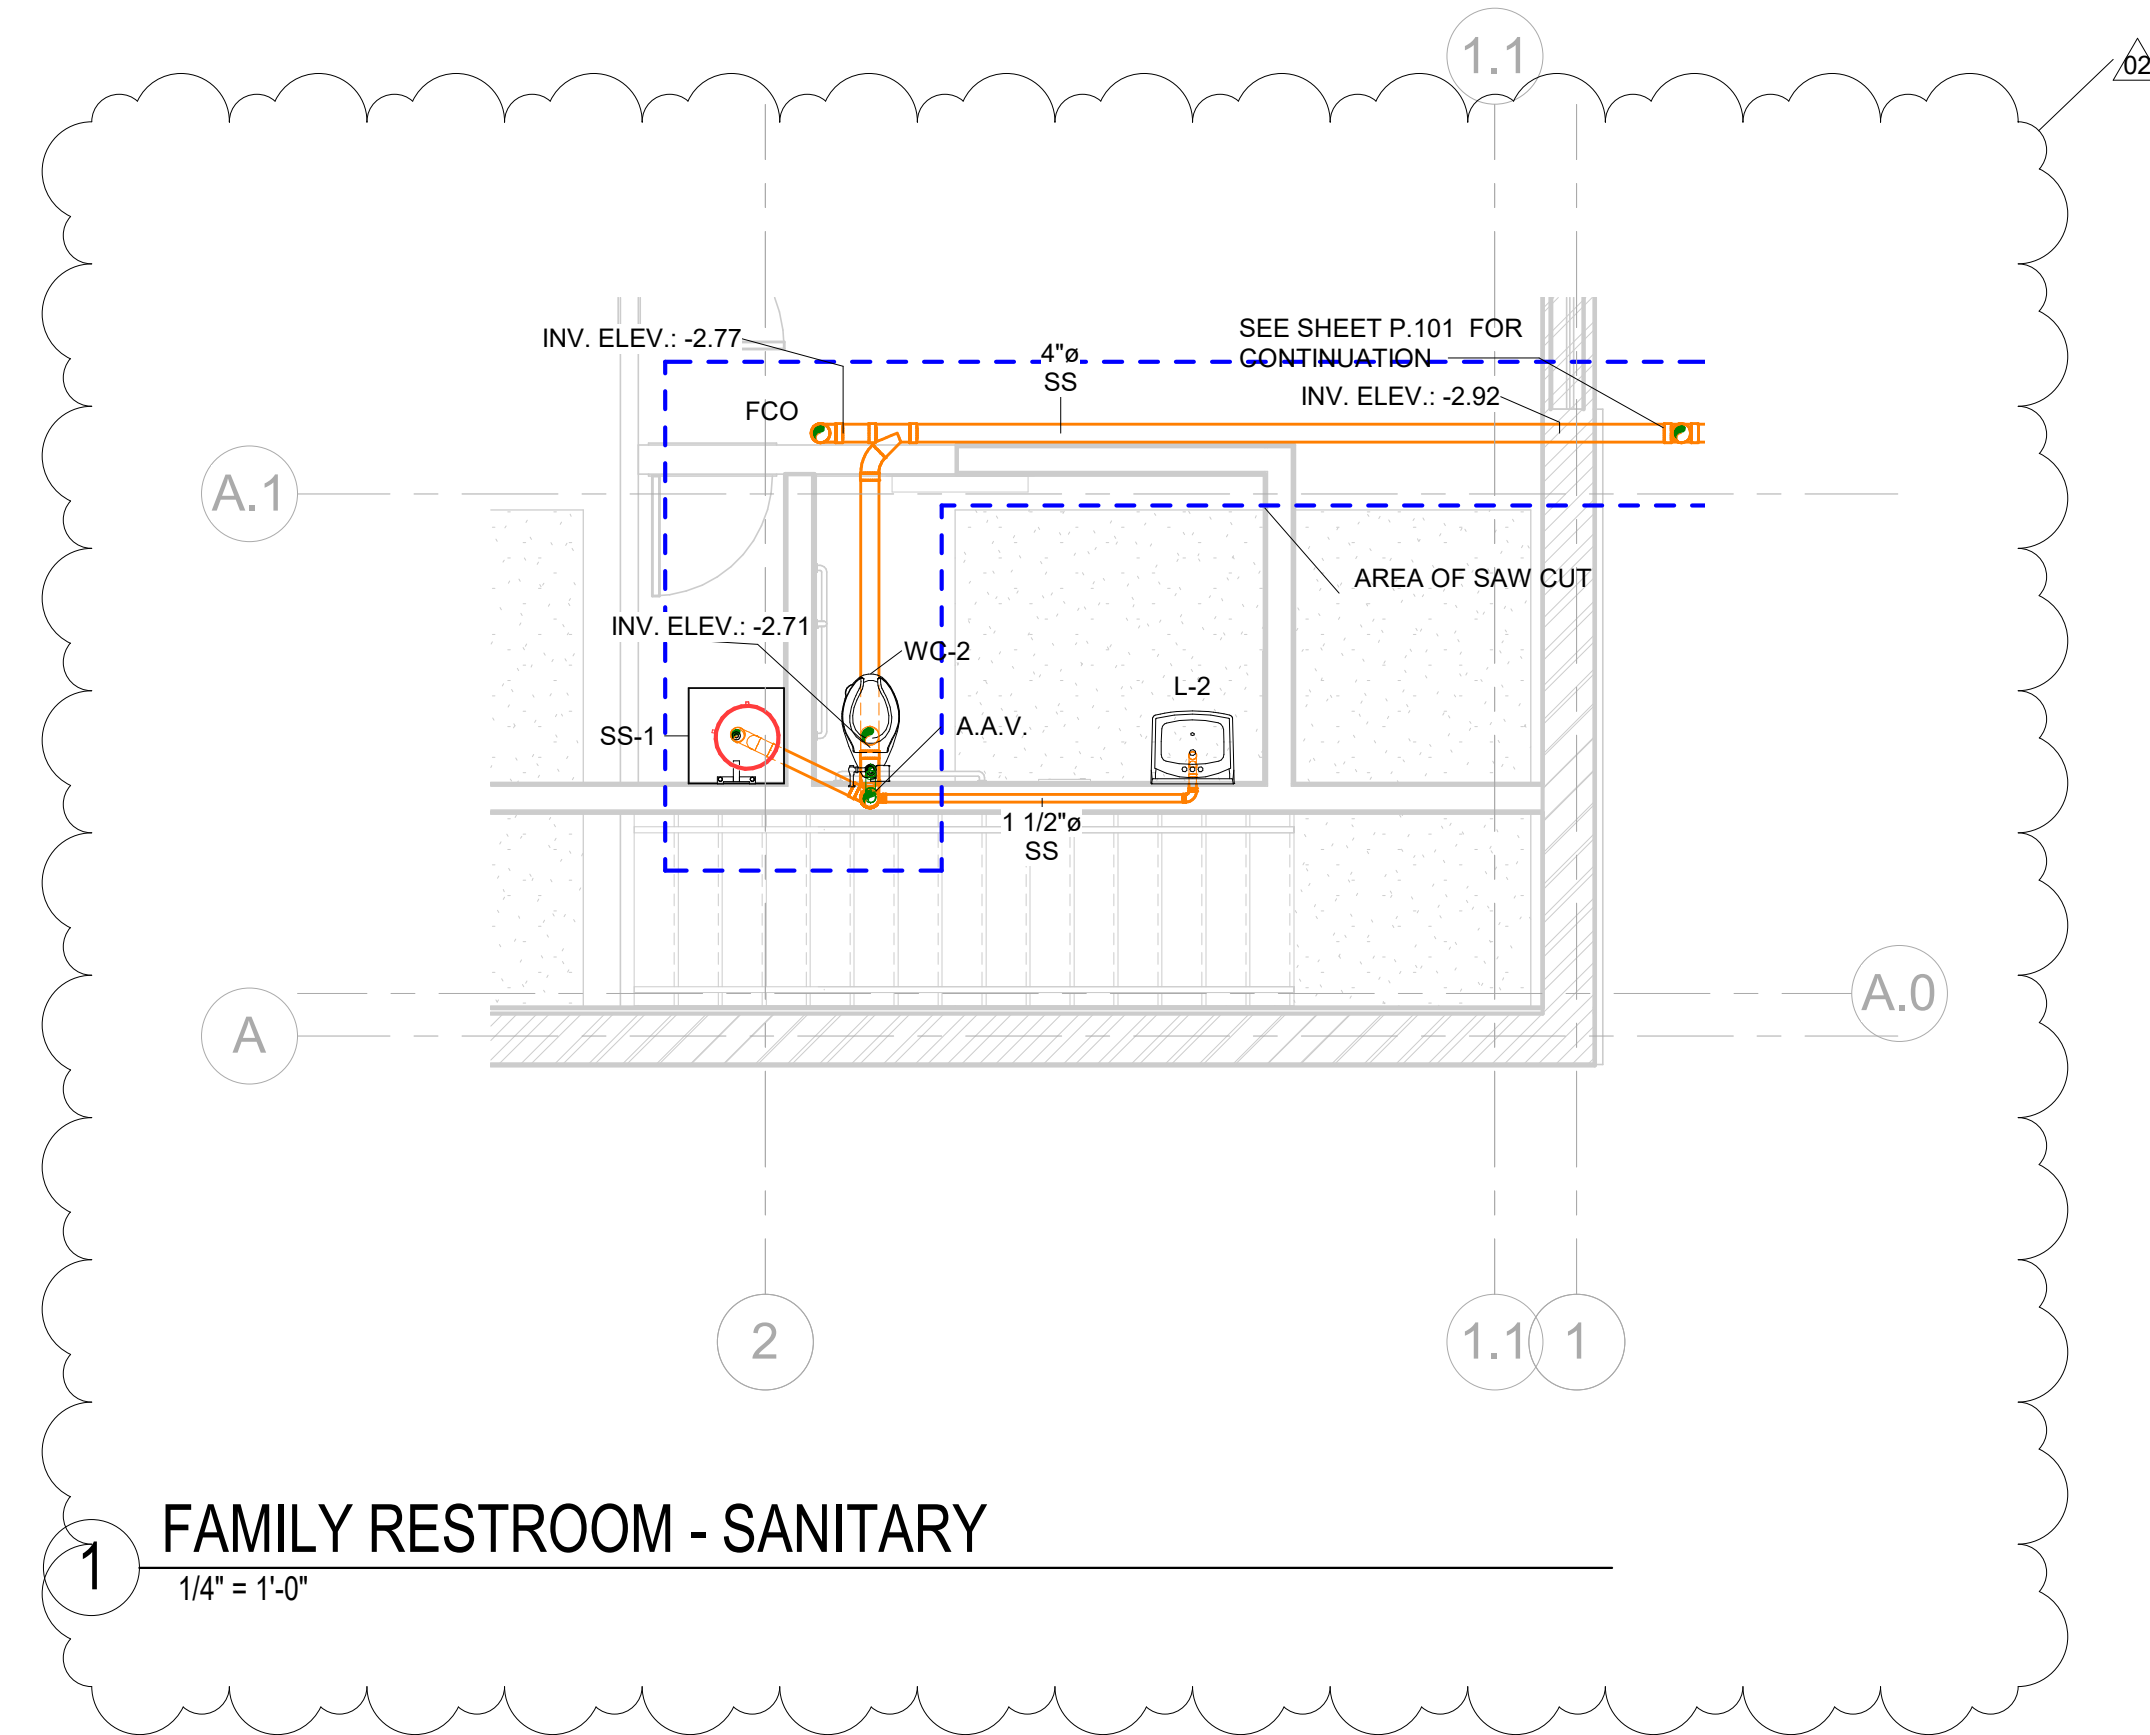 1.1
02
INV. ELEV.: -2.77
4"ø
SS
SEE SHEET P.101 FOR
CONTINUATION
INV. ELEV.: -2.92
FCO
A.1
AREA OF SAW CUT
INV. ELEV.: -2.71
WC-2
L-2
SS-1
A.A.V.
1 1/2"ø
SS
A
A.0
2
1.1
1
1
FAMILY RESTROOM - SANITARY
1/4" = 1'-0"